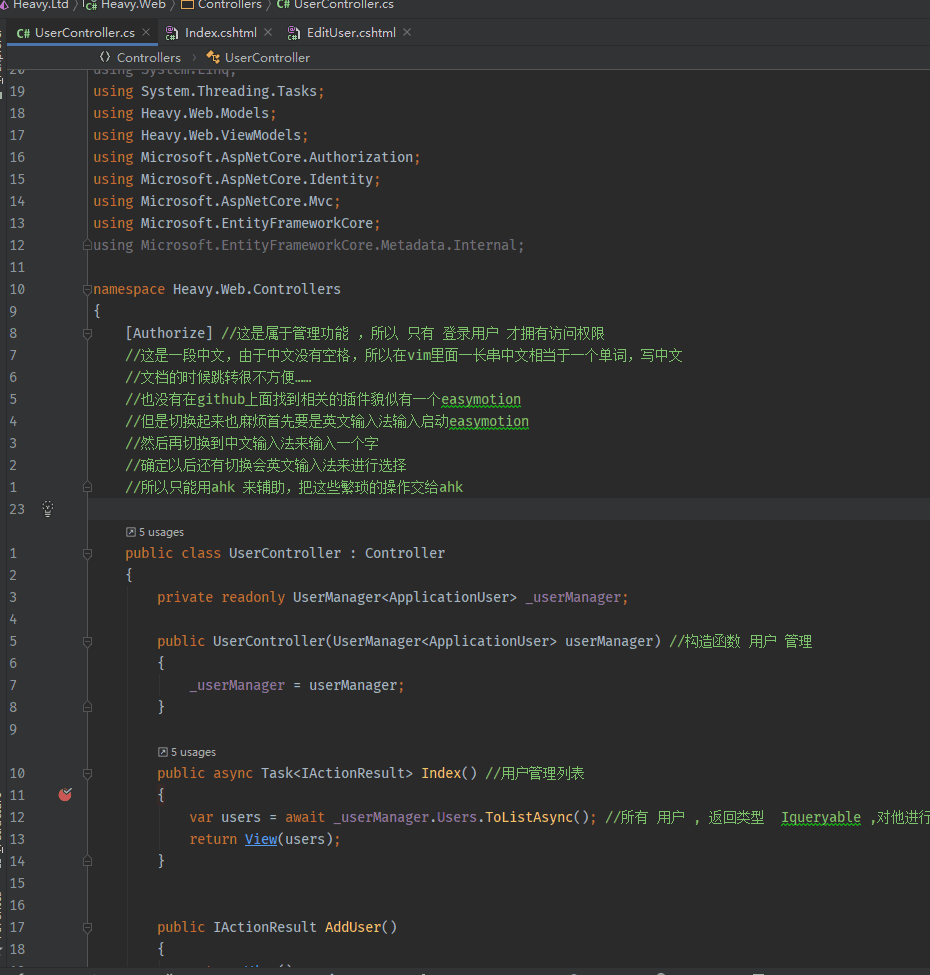 Heavy.Ltd 〉 Heavy.Web 〉 Controllers 〉 C# UserController.cs
C# UserController.cs × Index.cshtml × EditUser.cshtml ×
Controllers 〉 UserController
20 using System.Linq;
19 using System.Threading.Tasks;
18 using Heavy.Web.Models;
17 using Heavy.Web.ViewModels;
16 using Microsoft.AspNetCore.Authorization;
15 using Microsoft.AspNetCore.Identity;
14 using Microsoft.AspNetCore.Mvc;
13 using Microsoft.EntityFrameworkCore;
12 using Microsoft.EntityFrameworkCore.Metadata.Internal;
11
10 namespace Heavy.Web.Controllers
9 {
8 [Authorize] //这是属于管理功能 ，所以 只有 登录用户 才拥有访问权限
7 //这是一段中文，由于中文没有空格，所以在vim里面一长串中文相当于一个单词，写中文
6 //文档的时候跳转很不方便……
5 //也没有在github上面找到相关的插件貌似有一个easymotion
4 //但是切换起来也麻烦首先要是英文输入法输入启动easymotion
3 //然后再切换到中文输入法来输入一个字
2 //确定以后还有切换会英文输入法来进行选择
1 //所以只能用ahk 来辅助，把这些繁琐的操作交给ahk
23
5 usages
1 public class UserController : Controller
2 {
3 private readonly UserManager<ApplicationUser> _userManager;
4
5 public UserController(UserManager<ApplicationUser> userManager) //构造函数 用户 管理
6 {
7 _userManager = userManager;
8 }
9
5 usages
10 public async Task<IActionResult> Index() //用户管理列表
11 {
12 var users = await _userManager.Users.ToListAsync(); //所有 用户 , 返回类型 Iqueryable ,对他进行
13 return View(users);
14 }
15
16
17 public IActionResult AddUser()
18 {